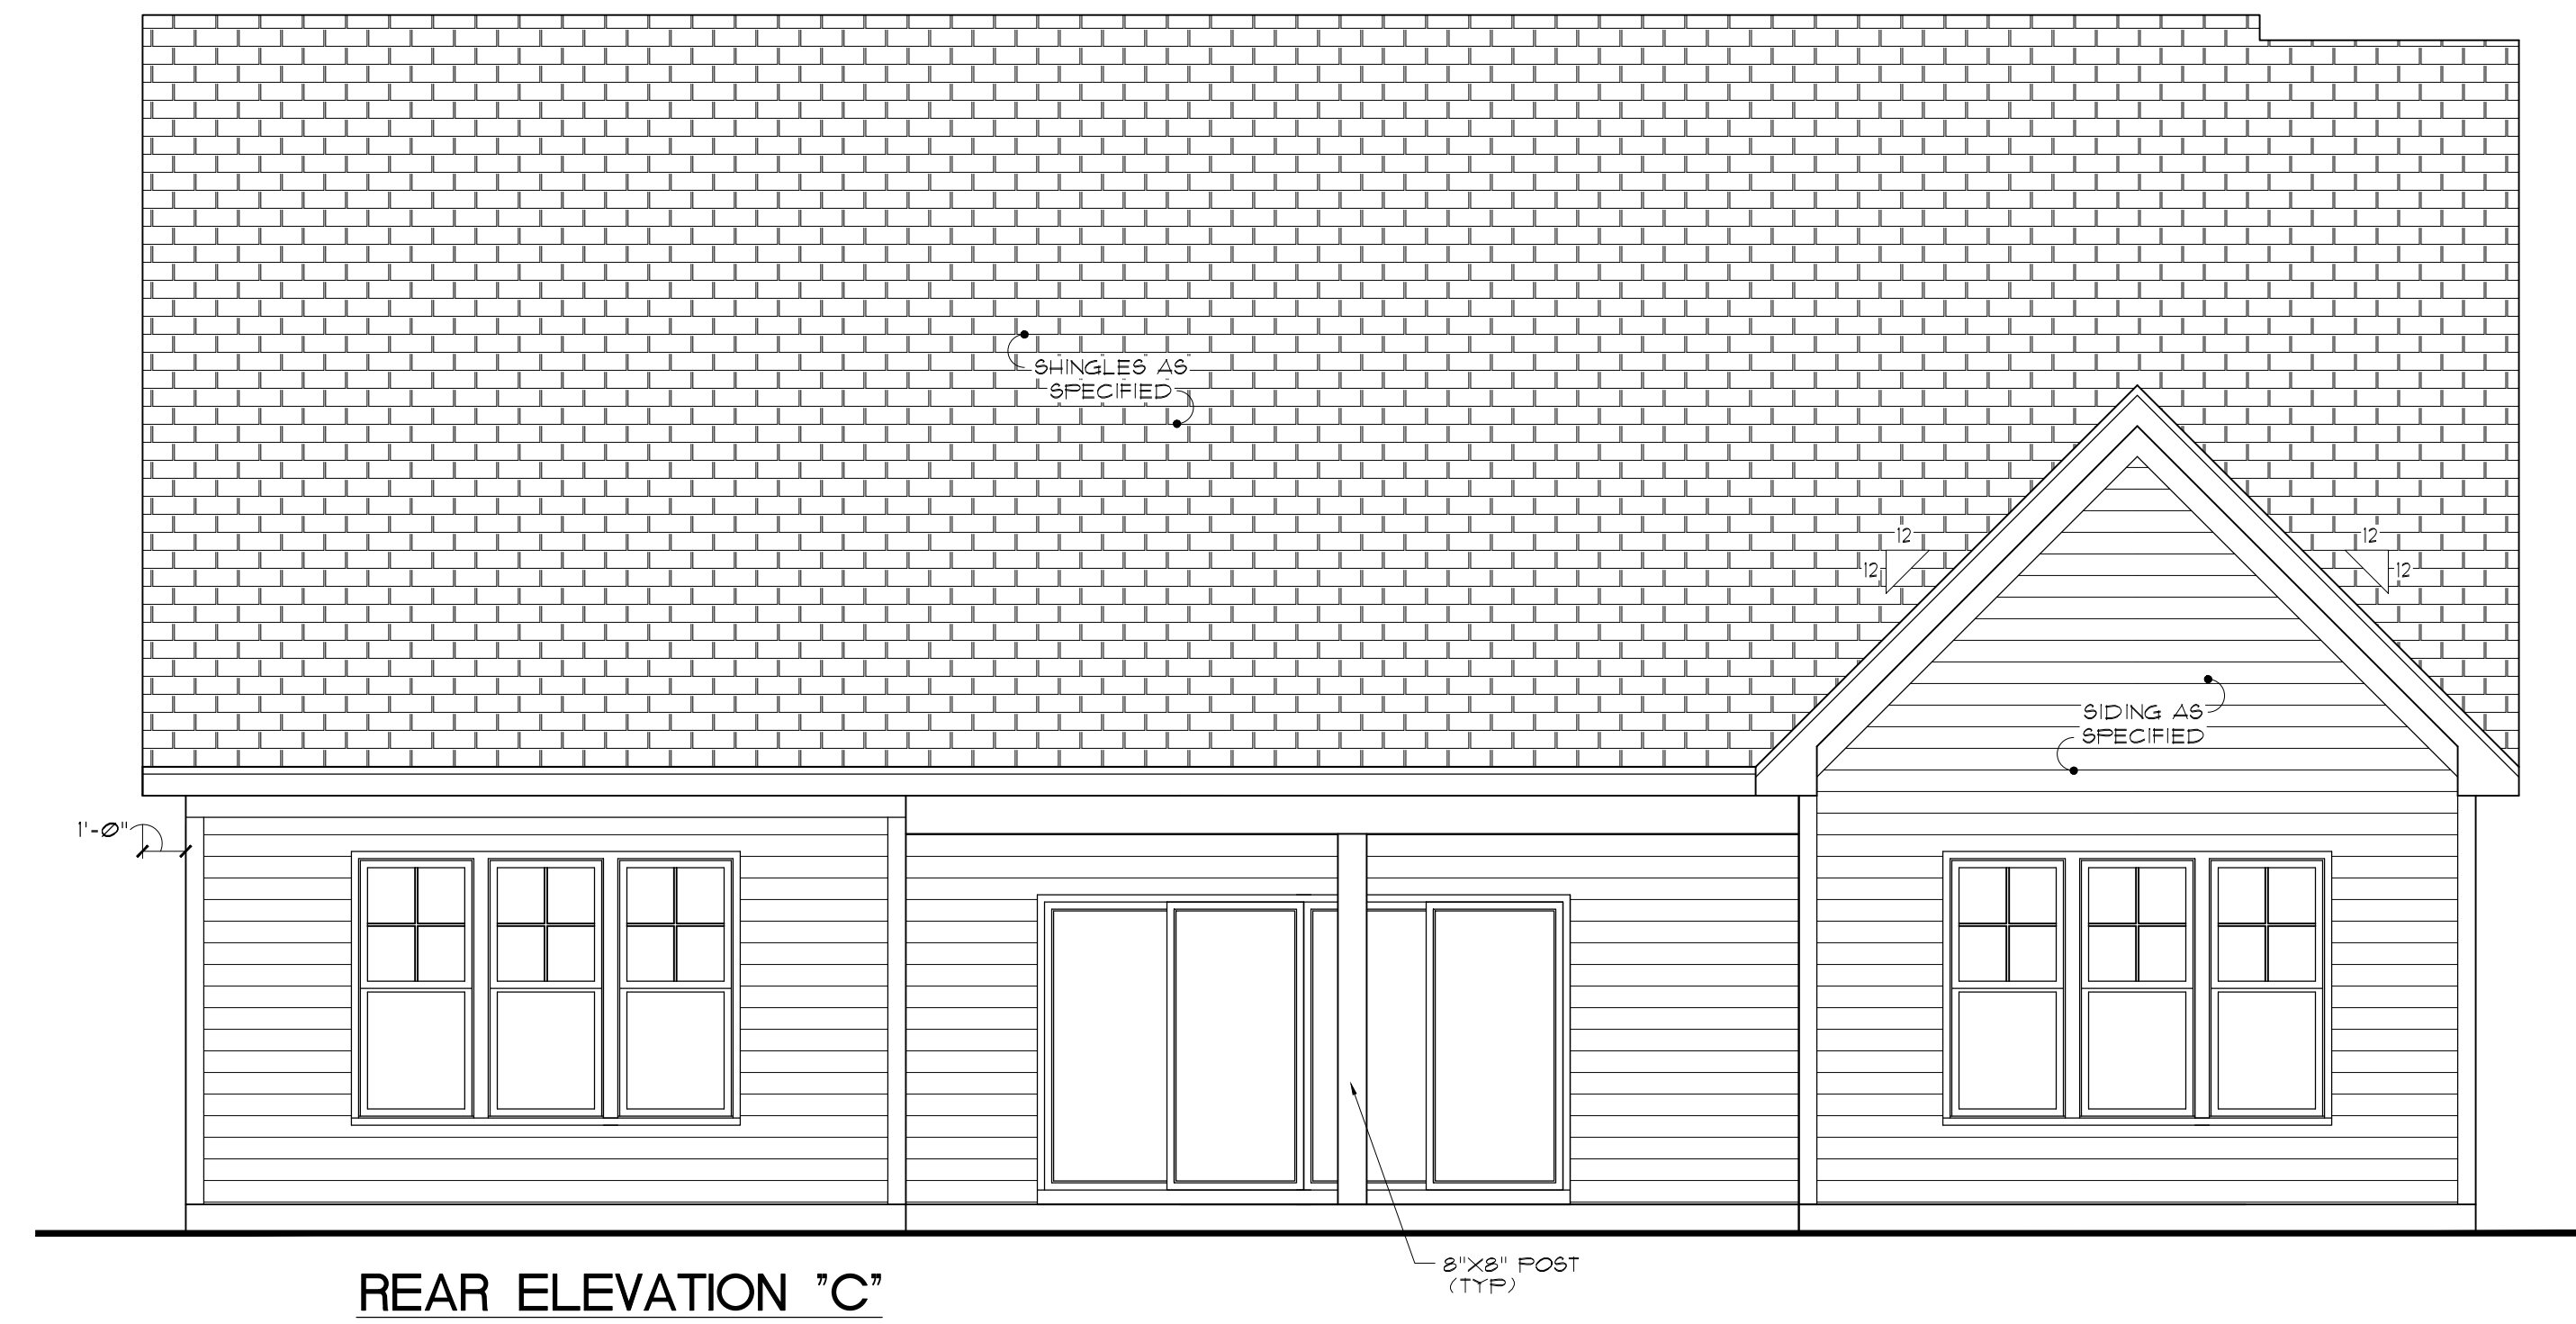 SHINGLES AS
SPECIFIED
12
12
12
12
SIDING AS
SPECIFIED
1'-0"
8"X8" POST
(TYP)
REAR ELEVATION "C"